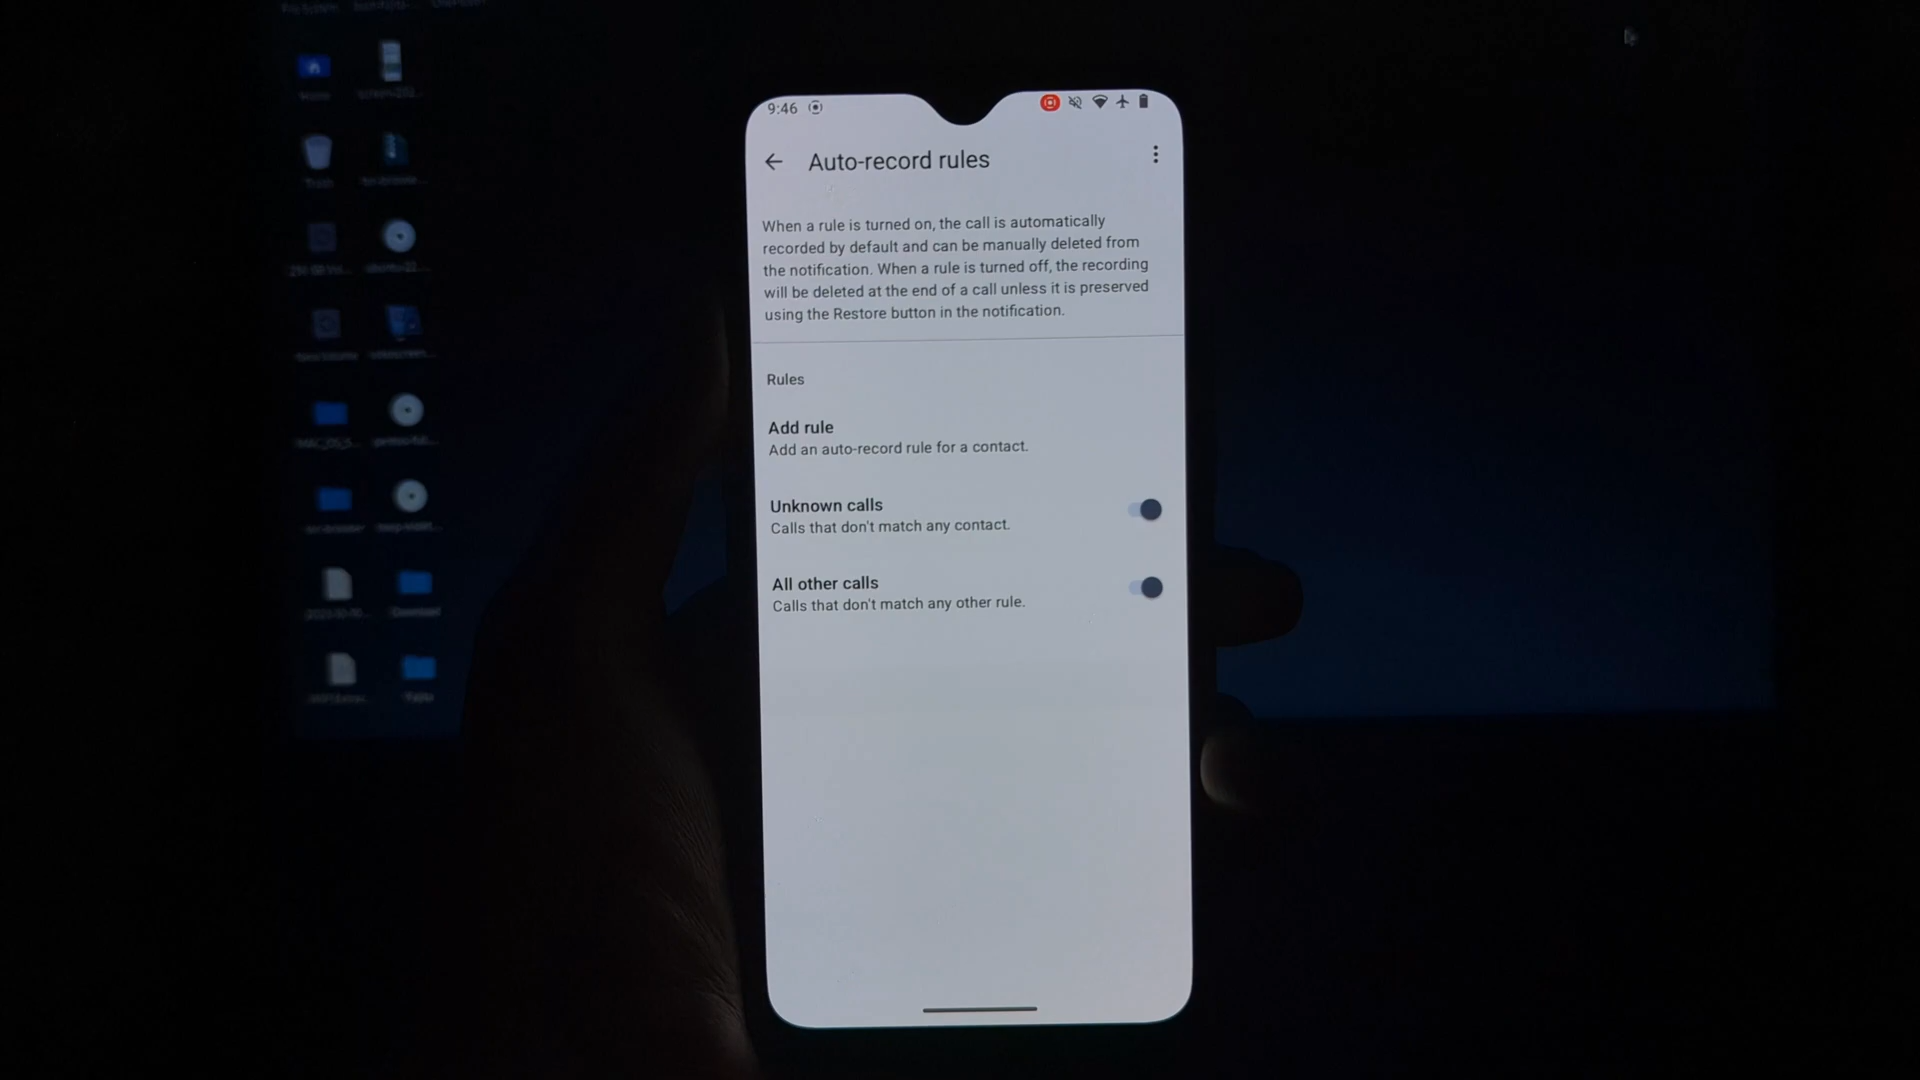 Home
Trash
9:46
Auto-record rules
When a rule is turned on, the call is automatically
recorded by default and can be manually deleted from
the notification. When a rule is turned off, the recording
will be deleted at the end of a call unless it is preserved
using the Restore button in the notification.
Rules
Add rule
Add an auto-record rule for a contact.
Unknown calls
Calls that don't match any contact.
All other calls
Calls that don't match any other rule.